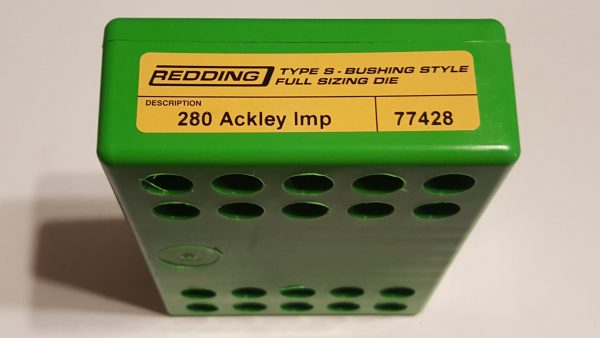 REDDING TYPE S - BUSHING STYLE
FULL SIZING DIE
DESCRIPTION
280 Ackley Imp 77428